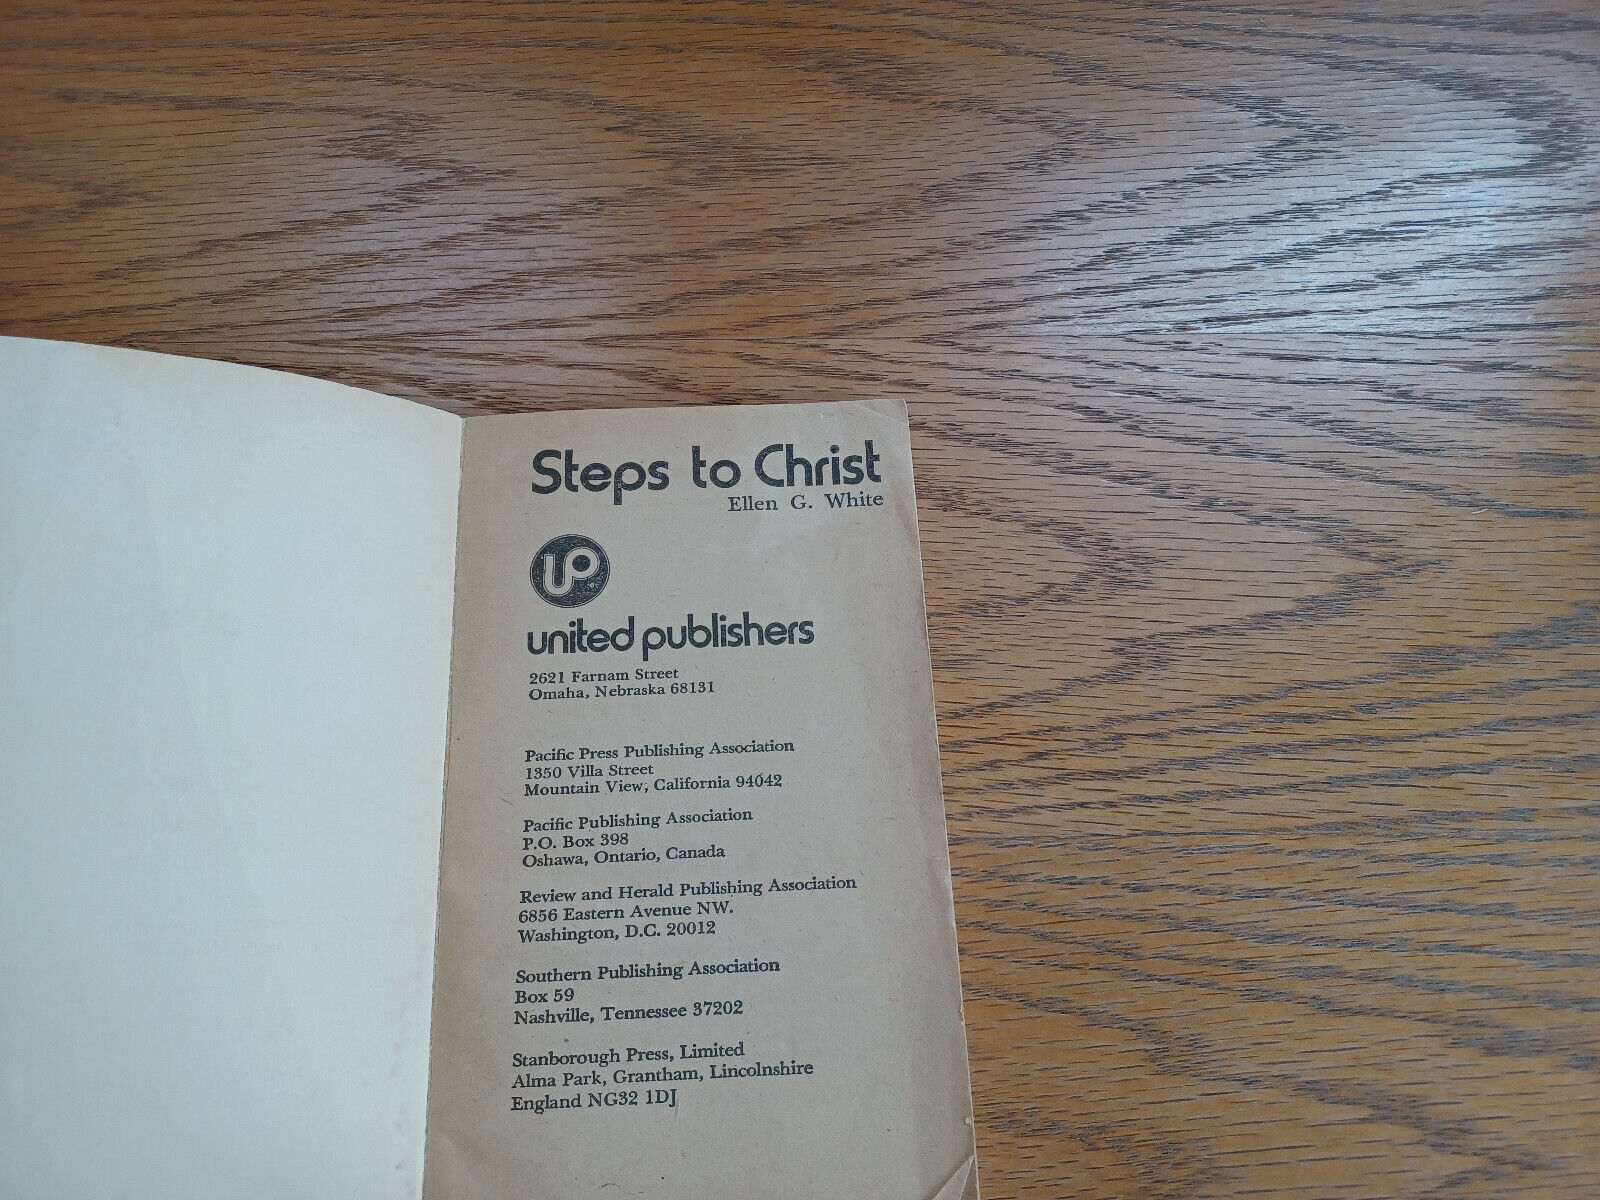 Steps to Christ
Ellen G. White
UP
united publishers
2621 Farnam Street
Omaha, Nebraska 68131
Pacific Press Publishing Association
1350 Villa Street
Mountain View, California 94042
Pacific Publishing Association
P.O. Box 398
Oshawa, Ontario, Canada
Review and Herald Publishing Association
6856 Eastern Avenue NW.
Washington, D.C. 20012
Southern Publishing Association
Box 59
Nashville, Tennessee 37202
Stanborough Press, Limited
Alma Park, Grantham, Lincolnshire
England NG32 1DJ